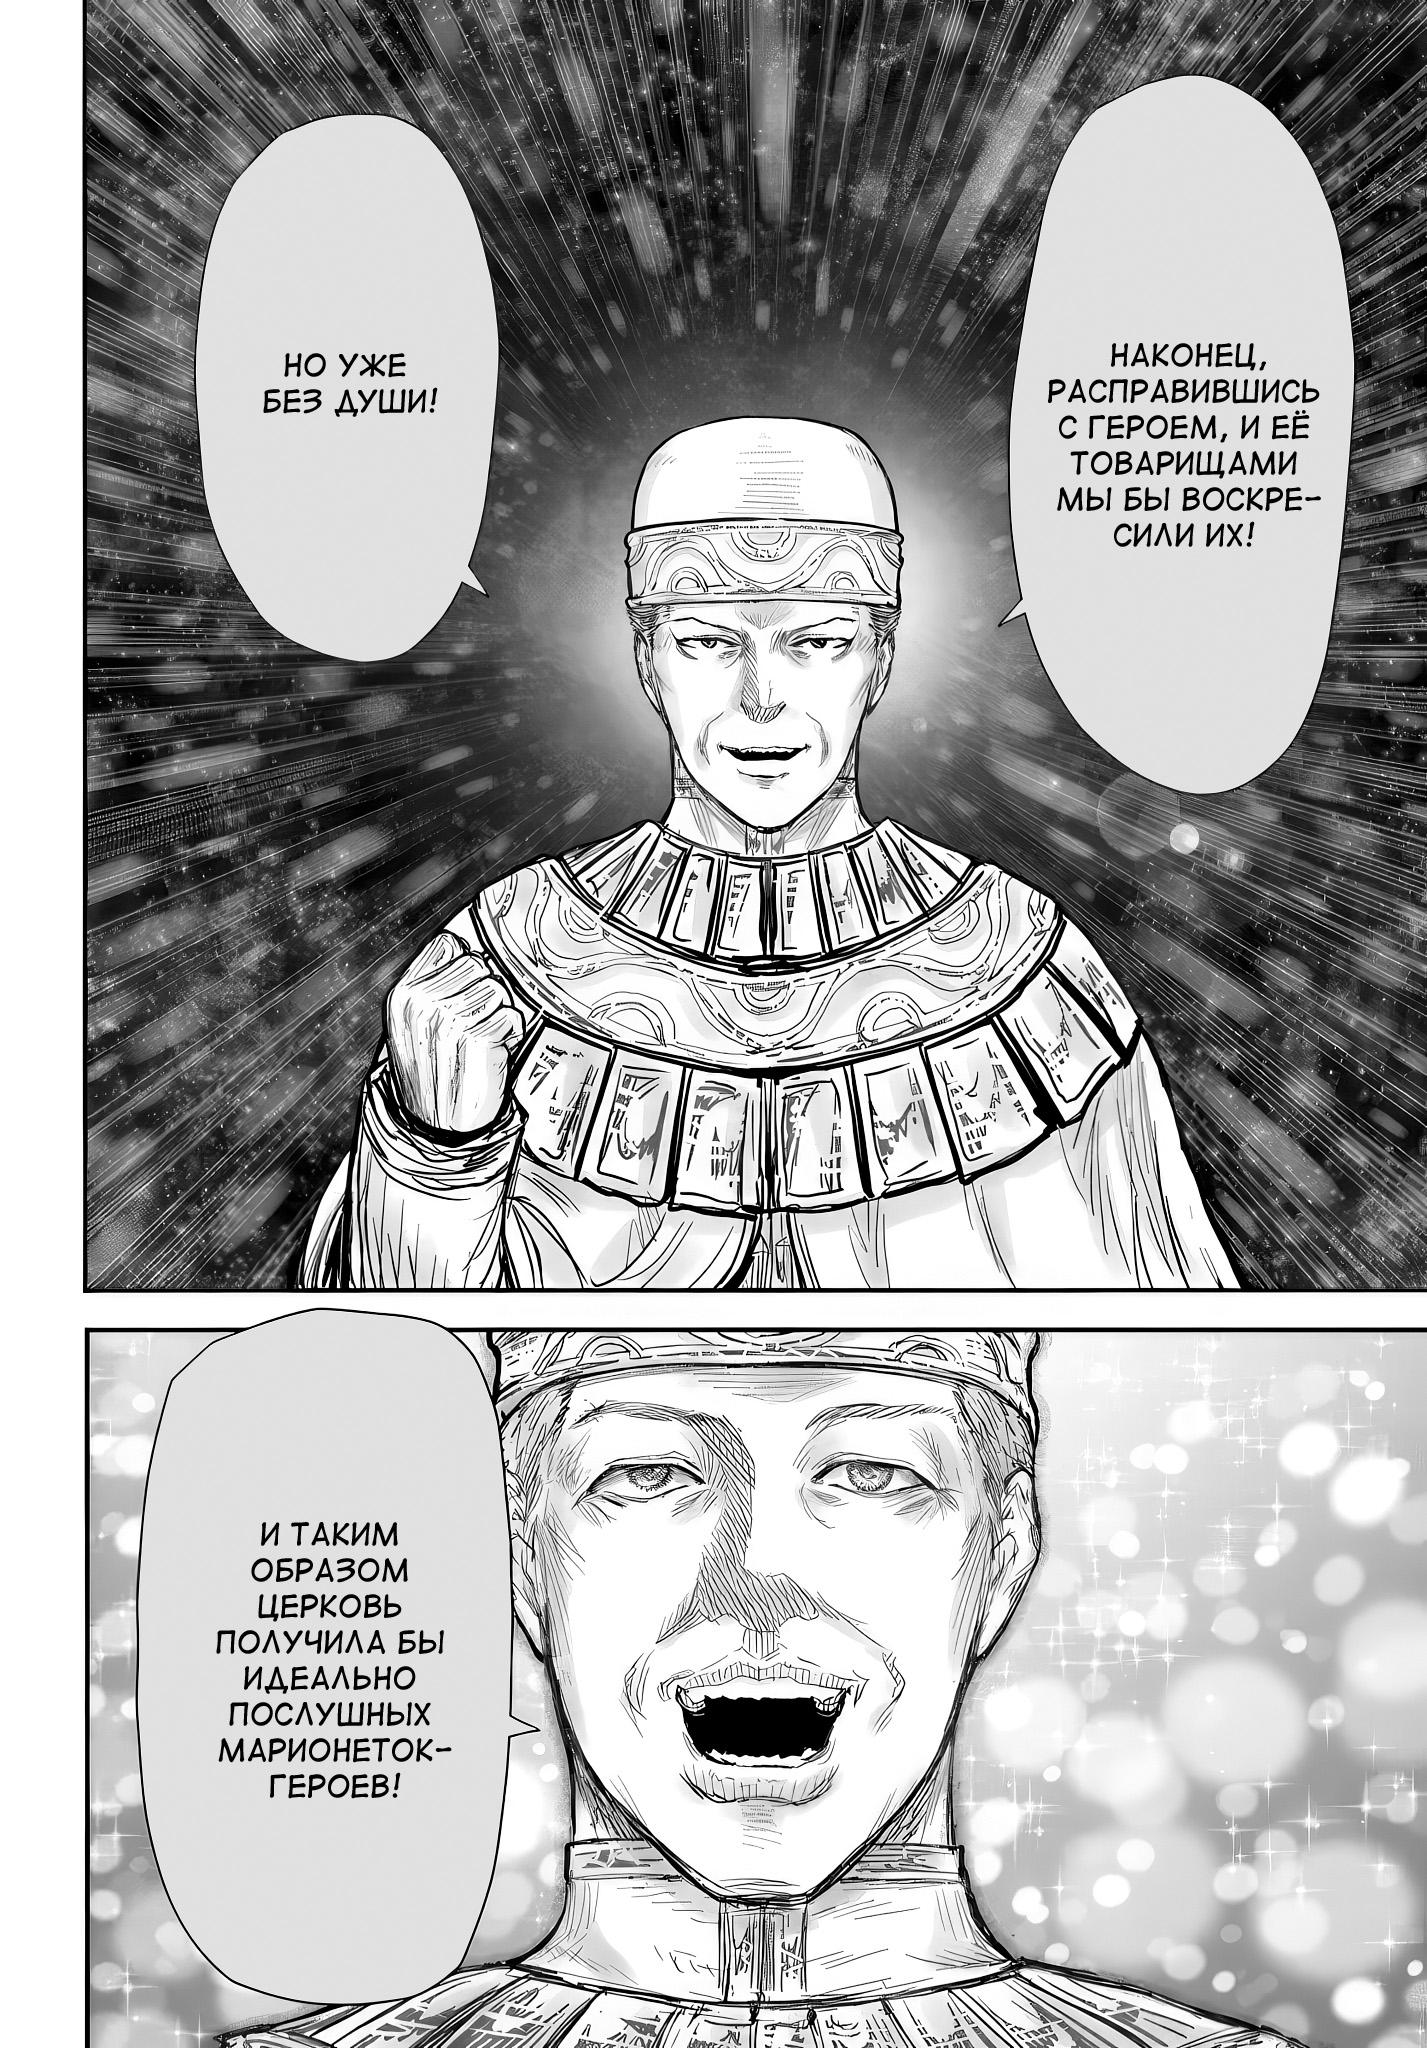 НАКОНЕЦ,
РАСПРАВИВШИСЬ
С ГЕРОЕМ, И ЕЁ
ТОВАРИЩАМИ
МЫ БЫ ВОСКРЕ-
СИЛИ ИХ!
НО УЖЕ
БЕЗ ДУШИ!
И ТАКИМ
ОБРАЗОМ
ЦЕРКОВЬ
ПОЛУЧИЛА БЫ
ИДЕАЛЬНО
ПОСЛУШНЫХ
МАРИОНЕТОК-
ГЕРОЕВ!